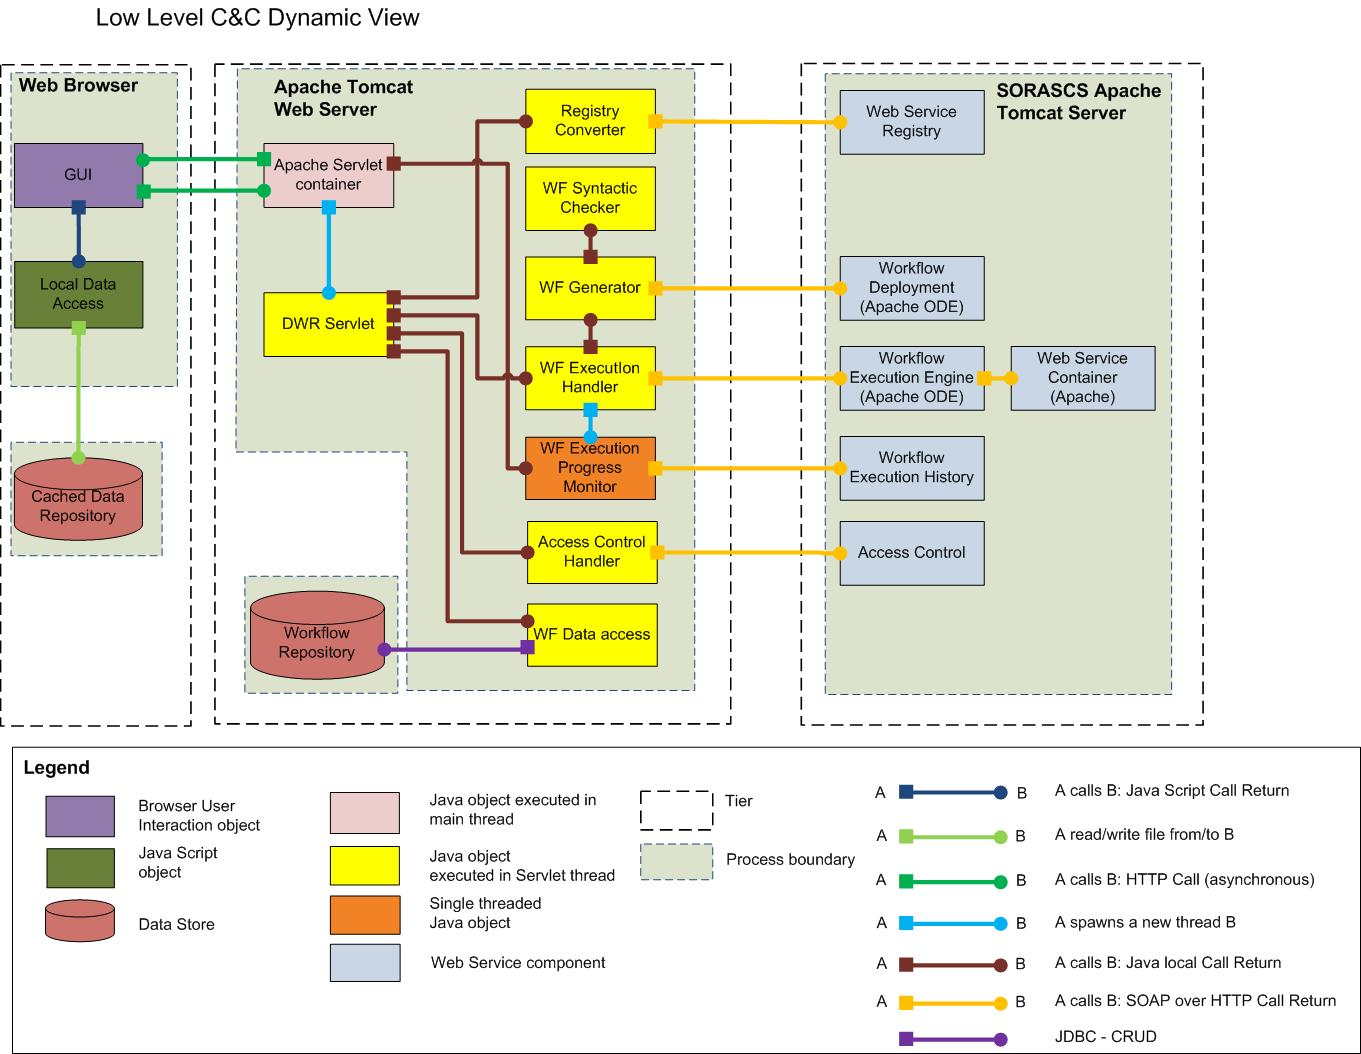 Low Level C&C Dynamic View
Web Browser
GUI
Local Data
Access
Cached Data
Repository
Apache Tomcat
Web Server
Apache Servlet
container
DWR Servlet
Workflow
Repository
Registry
Converter
WF Syntactic
Checker
WF Generator
WF Execution
Handler
WF Execution
Progress
Monitor
Access Control
Handler
WF Data access
SORASCS Apache
Tomcat Server
Web Service
Registry
Workflow
Deployment
(Apache ODE)
Workflow
Execution Engine
(Apache ODE)
Web Service
Container
(Apache)
Workflow
Execution History
Access Control
Legend
Browser User
Interaction object
Java Script
object
Data Store
Java object executed in
main thread
Java object
executed in Servlet thread
Single threaded
Java object
Web Service component
Tier
Process boundary
A B A calls B: Java Script Call Return
A B A read/write file from/to B
A B A calls B: HTTP Call (asynchronous)
A B A spawns a new thread B
A B A calls B: Java local Call Return
A B A calls B: SOAP over HTTP Call Return
JDBC - CRUD